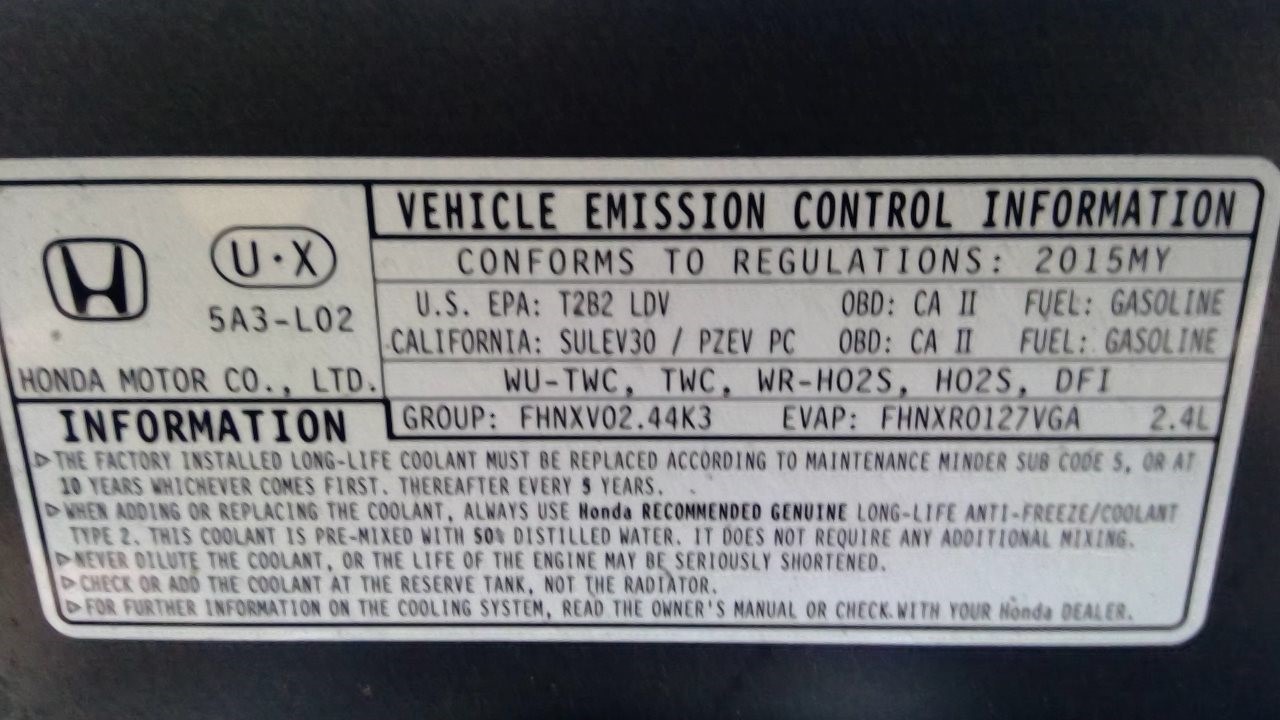 VEHICLE EMISSION CONTROL INFORMATION
U·X
5A3-L02
HONDA MOTOR CO., LTD.
CONFORMS TO REGULATIONS: 2015MY
U.S. EPA: T2B2 LDV OBD: CA II FUEL: GASOLINE
CALIFORNIA: SULEV30 / PZEV PC OBD: CA II FUEL: GASOLINE
WU-TWC, TWC, WR-HO2S, HO2S, DFI
GROUP: FHNXV02.44K3 EVAP: FHNXR0127VGA 2.4L
INFORMATION
▷THE FACTORY INSTALLED LONG-LIFE COOLANT MUST BE REPLACED ACCORDING TO MAINTENANCE MINDER SUB CODE 5, OR AT
10 YEARS WHICHEVER COMES FIRST. THEREAFTER EVERY 5 YEARS.
▷WHEN ADDING OR REPLACING THE COOLANT, ALWAYS USE Honda RECOMMENDED GENUINE LONG-LIFE ANTI-FREEZE/COOLANT
TYPE 2. THIS COOLANT IS PRE-MIXED WITH 50% DISTILLED WATER. IT DOES NOT REQUIRE ANY ADDITIONAL MIXING.
▷NEVER DILUTE THE COOLANT, OR THE LIFE OF THE ENGINE MAY BE SERIOUSLY SHORTENED.
▷CHECK OR ADD THE COOLANT AT THE RESERVE TANK, NOT THE RADIATOR.
▷FOR FURTHER INFORMATION ON THE COOLING SYSTEM, READ THE OWNER'S MANUAL OR CHECK WITH YOUR Honda DEALER.